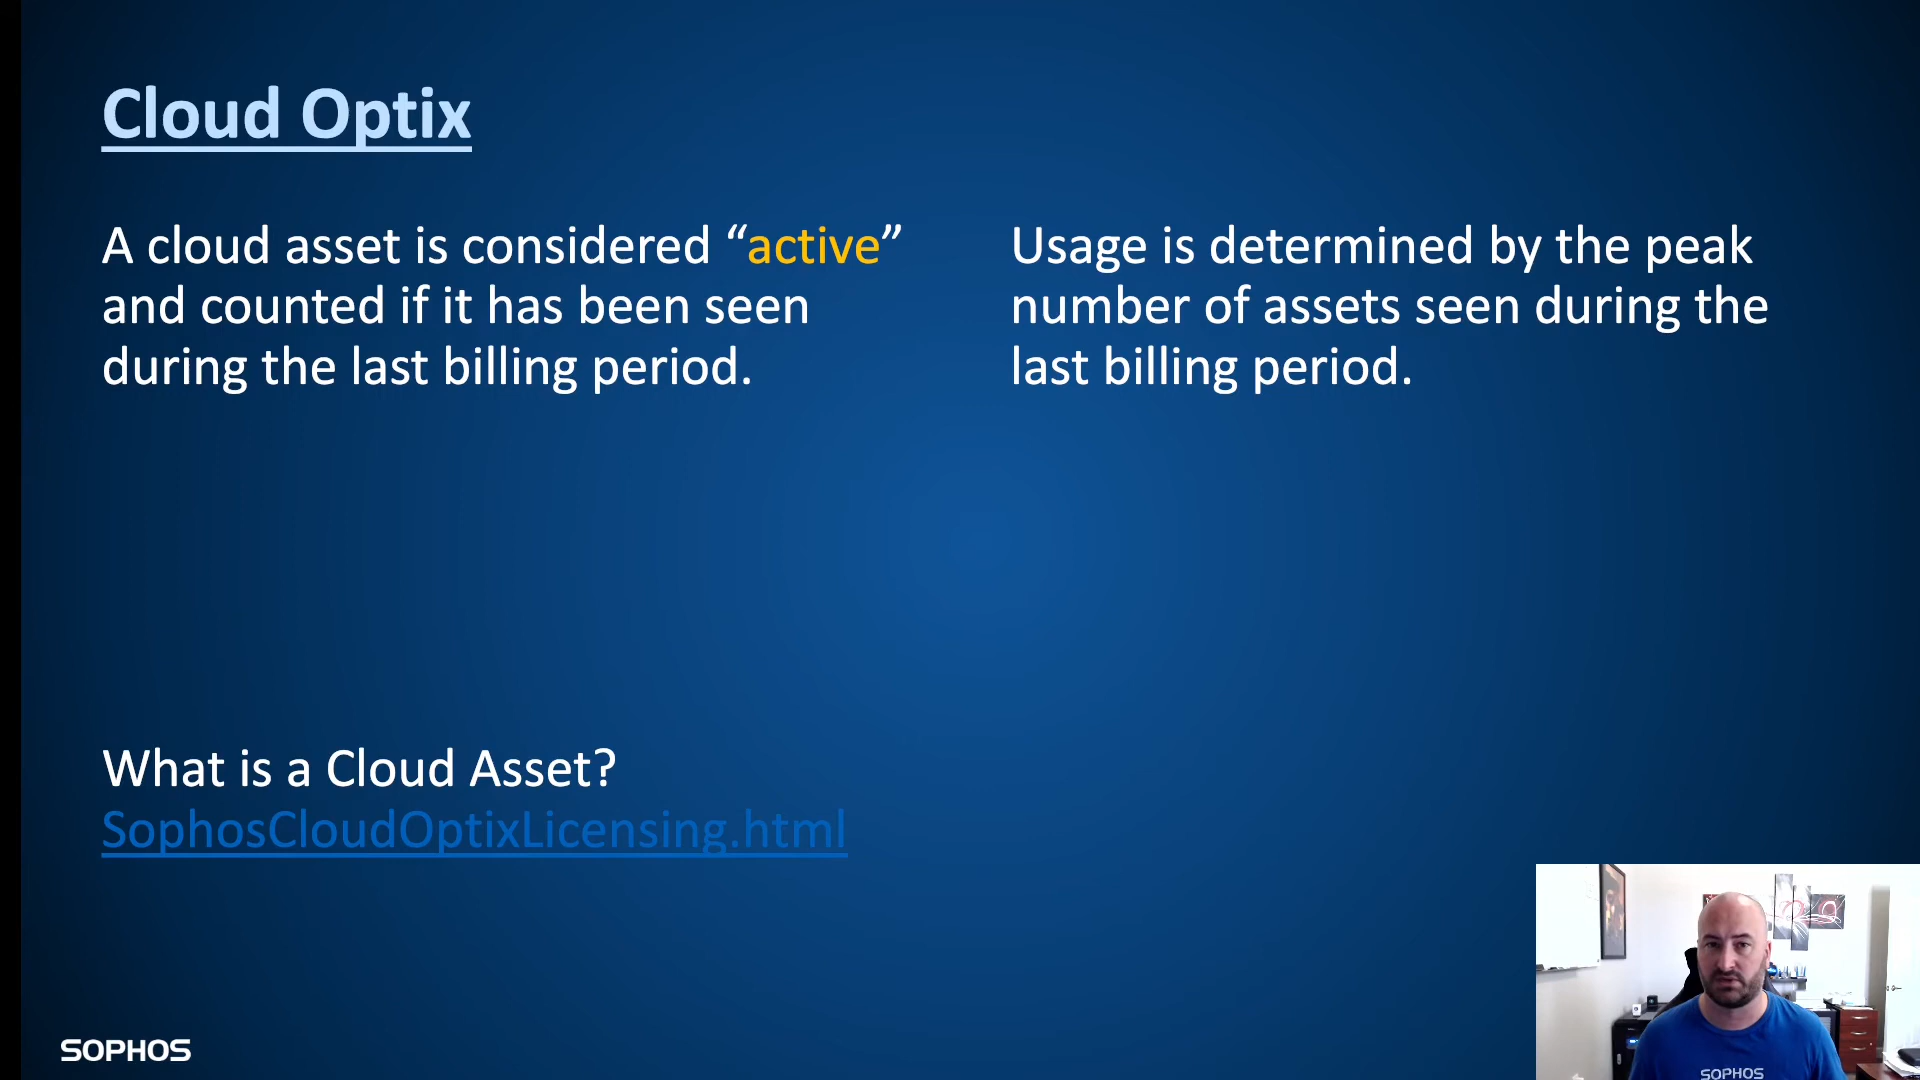 Cloud Optix
A cloud asset is considered “active”
and counted if it has been seen
during the last billing period.
Usage is determined by the peak
number of assets seen during the
last billing period.
What is a Cloud Asset?
SophosCloudOptixLicensing.html
SOPHOS
SOPHOS